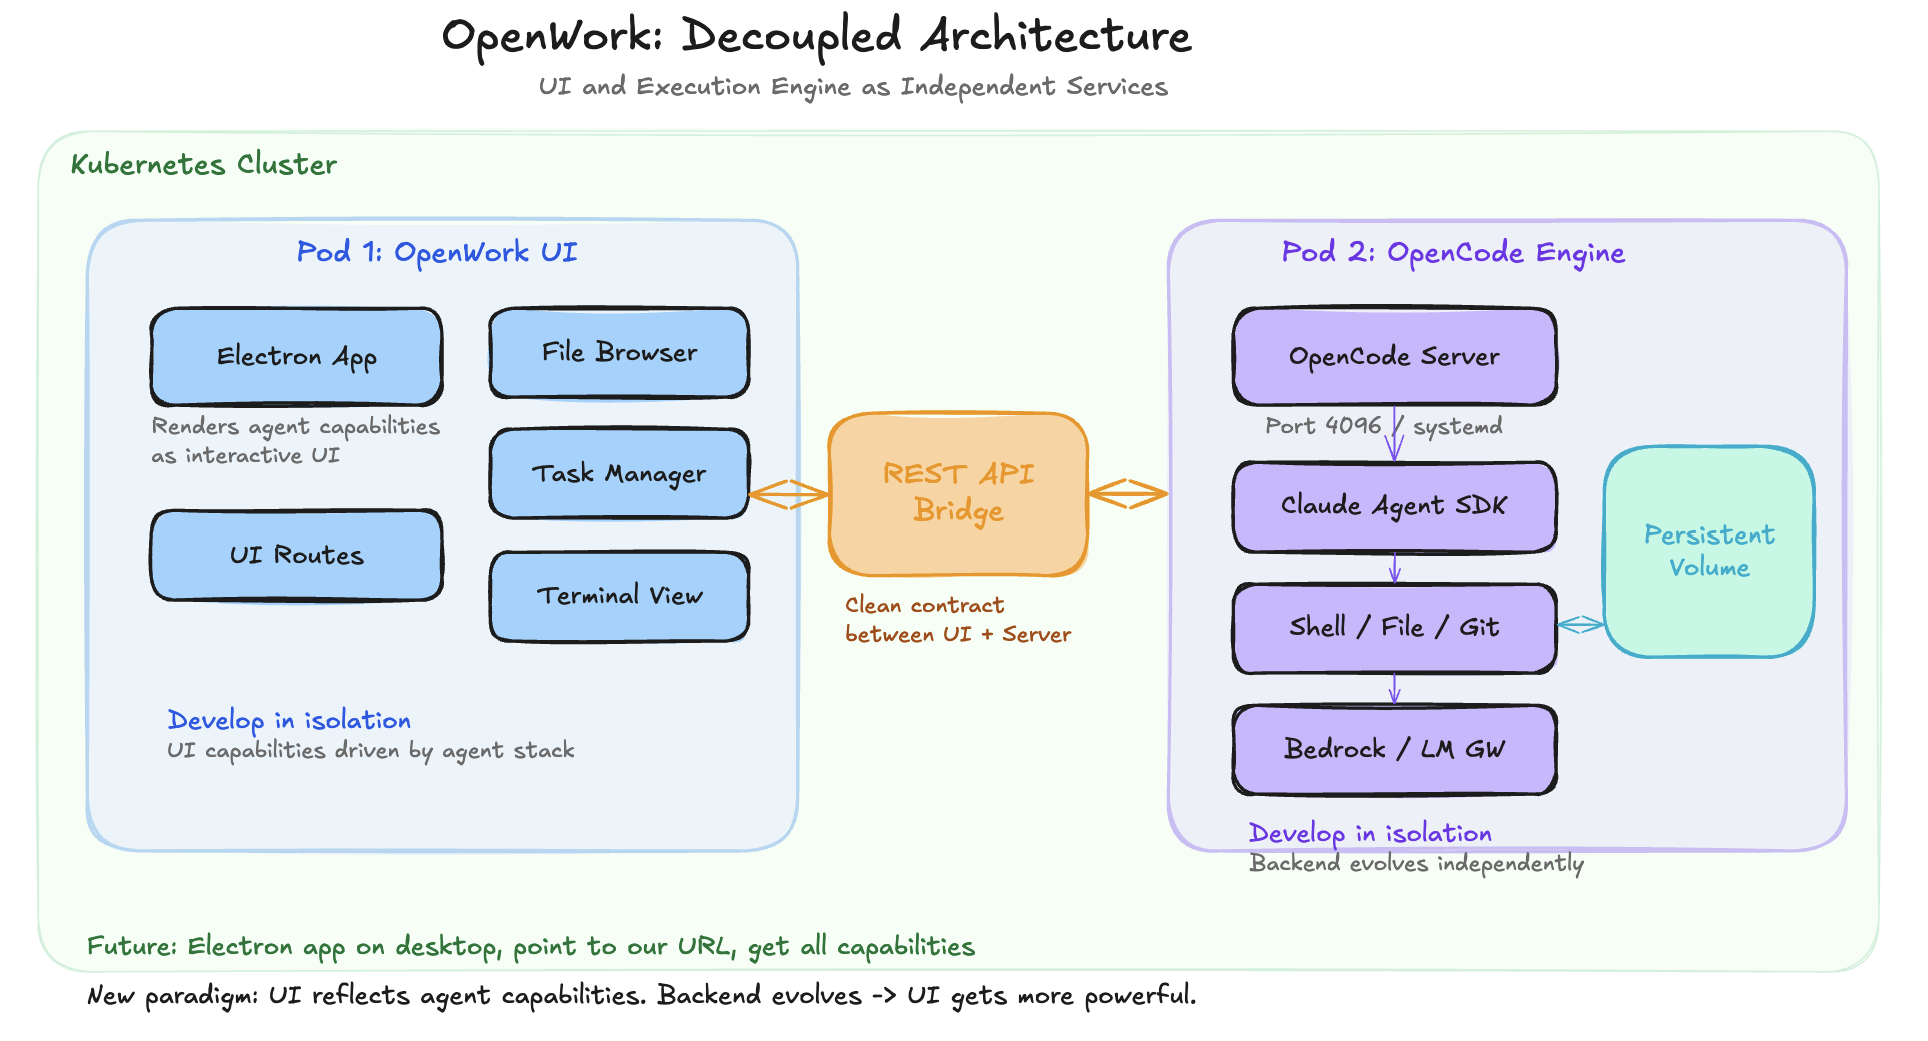 OpenWork: Decoupled Architecture
UI and Execution Engine as Independent Services
Kubernetes Cluster
Pod 1: OpenWork UI
Electron App
Renders agent capabilities
as interactive UI
UI Routes
File Browser
Task Manager
Terminal View
Develop in isolation
UI capabilities driven by agent stack
REST API
Bridge
Clean contract
between UI + Server
Pod 2: OpenCode Engine
OpenCode Server
Port 4096 / systemd
Claude Agent SDK
Shell / File / Git
Bedrock / LM GW
Persistent
Volume
Develop in isolation
Backend evolves independently
Future: Electron app on desktop, point to our URL, get all capabilities
New paradigm: UI reflects agent capabilities. Backend evolves -> UI gets more powerful.